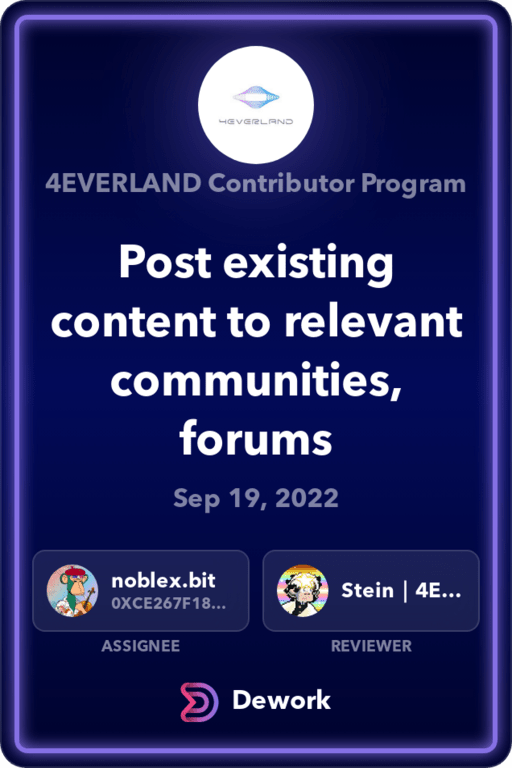 4EVERLAND
4EVERLAND Contributor Program
Post existing
content to relevant
communities,
forums
Sep 19, 2022
noblex.bit
0XCE267F18...
Stein | 4E...
ASSIGNEE
REVIEWER
Dework